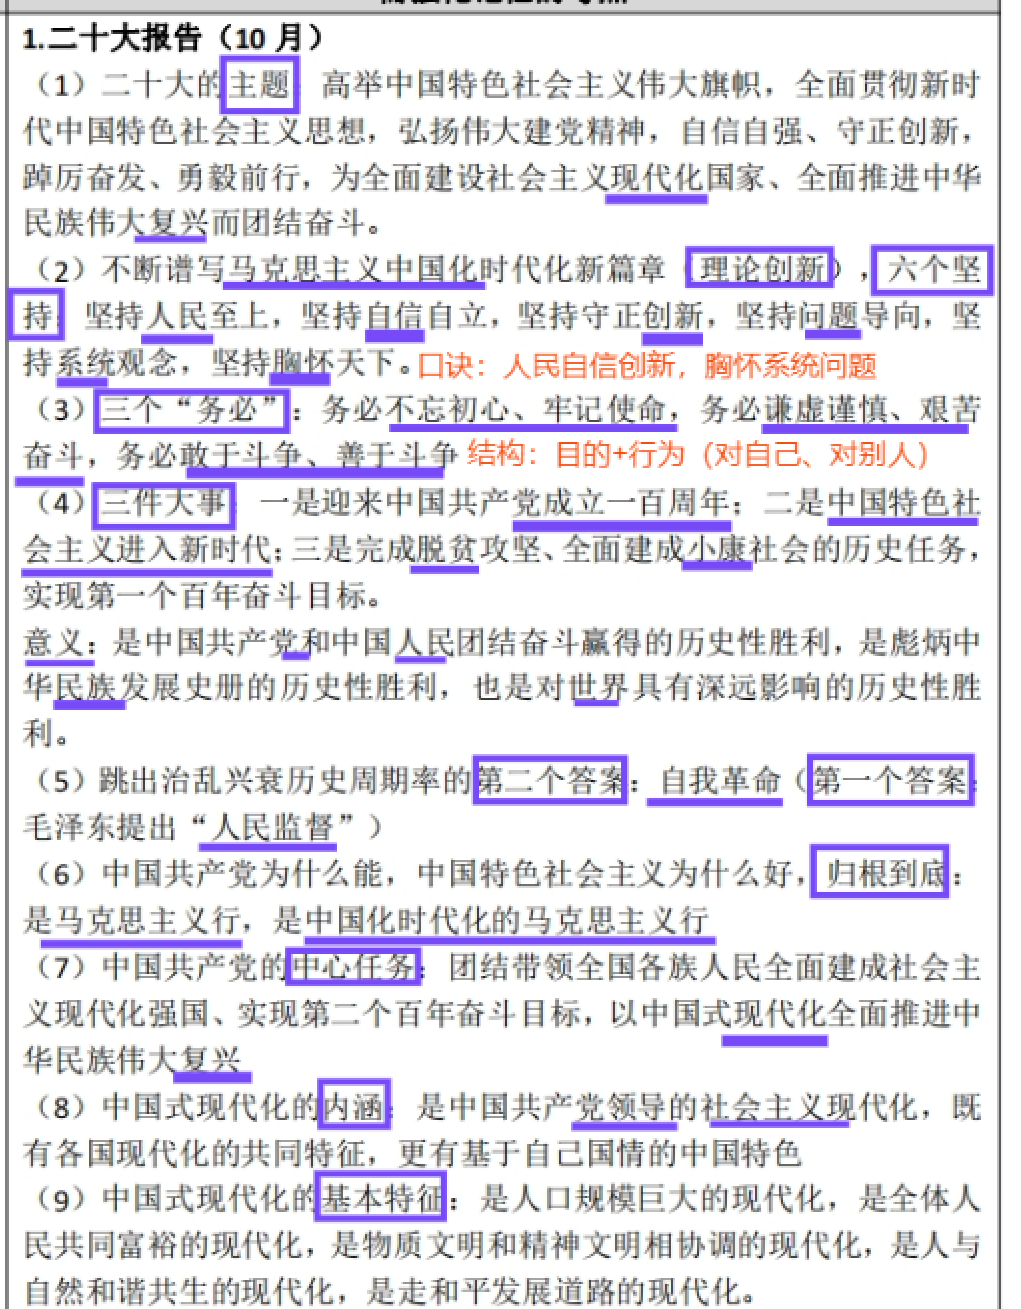 1.二十大报告（10 月）
（1）二十大的主题：高举中国特色社会主义伟大旗帜，全面贯彻新时
代中国特色社会主义思想，弘扬伟大建党精神，自信自强、守正创新，
踔厉奋发、勇毅前行，为全面建设社会主义现代化国家、全面推进中华
民族伟大复兴而团结奋斗。
（2）不断谱写马克思主义中国化时代化新篇章（理论创新），六个坚
持：坚持人民至上，坚持自信自立，坚持守正创新，坚持问题导向，坚
持系统观念，坚持胸怀天下。口诀：人民自信创新，胸怀系统问题
（3）三个“务必”：务必不忘初心、牢记使命，务必谦虚谨慎、艰苦
奋斗，务必敢于斗争、善于斗争 结构：目的+行为（对自己、对别人）
（4）三件大事：一是迎来中国共产党成立一百周年；二是中国特色社
会主义进入新时代；三是完成脱贫攻坚、全面建成小康社会的历史任务，
实现第一个百年奋斗目标。
意义：是中国共产党和中国人民团结奋斗赢得的历史性胜利，是彪炳中
华民族发展史册的历史性胜利，也是对世界具有深远影响的历史性胜
利。
（5）跳出治乱兴衰历史周期率的第二个答案：自我革命（第一个答案：
毛泽东提出“人民监督”）
（6）中国共产党为什么能，中国特色社会主义为什么好，归根到底：
是马克思主义行，是中国化时代化的马克思主义行
（7）中国共产党的中心任务：团结带领全国各族人民全面建成社会主
义现代化强国、实现第二个百年奋斗目标，以中国式现代化全面推进中
华民族伟大复兴
（8）中国式现代化的内涵：是中国共产党领导的社会主义现代化，既
有各国现代化的共同特征，更有基于自己国情的中国特色
（9）中国式现代化的基本特征：是人口规模巨大的现代化，是全体人
民共同富裕的现代化，是物质文明和精神文明相协调的现代化，是人与
自然和谐共生的现代化，是走和平发展道路的现代化。